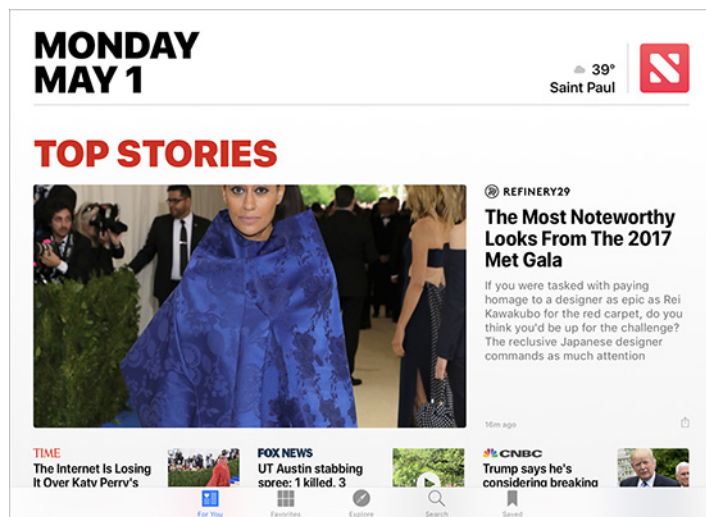 MONDAY
MAY 1
39°
Saint Paul
TOP STORIES
REFINERY29
The Most Noteworthy
Looks From The 2017
Met Gala
If you were tasked with paying
homage to a designer as epic as Rei
Kawakubo for the red carpet, do you
think you'd be up for the challenge?
The reclusive Japanese designer
commands as much attention
16m ago
TIME
The Internet Is Losing
It Over Katy Perry's
FOX NEWS
UT Austin stabbing
spree: 1 killed, 3
CNBC
Trump says he's
considering breaking
For You
Favorites
Explore
Search
Saved